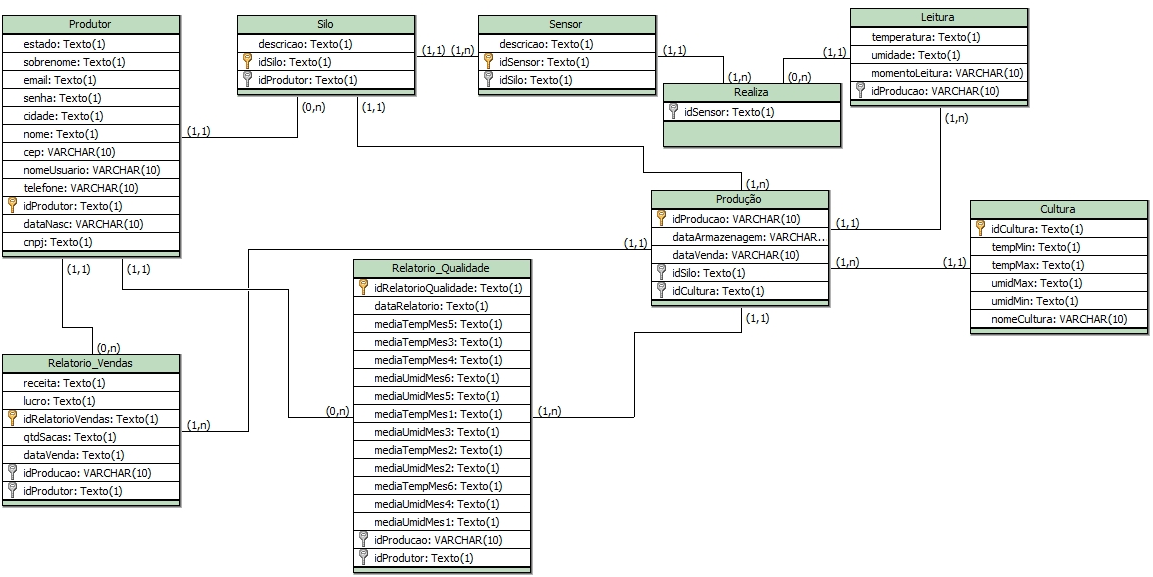 Produtor
estado: Texto(1)
sobrenome: Texto(1)
email: Texto(1)
senha: Texto(1)
cidade: Texto(1)
nome: Texto(1)
cep: VARCHAR(10)
nomeUsuario: VARCHAR(10)
telefone: VARCHAR(10)
idProdutor: Texto(1)
dataNasc: VARCHAR(10)
cnpj: Texto(1)
(1,1)
(1,1)
(1,1)
Silo
descricao: Texto(1)
idSilo: Texto(1)
idProdutor: Texto(1)
(0,n)
(1,1)
(1,1)
(1,n)
Sensor
descricao: Texto(1)
idSensor: Texto(1)
idSilo: Texto(1)
(1,1)
(1,n)
(0,n)
Realiza
idSensor: Texto(1)
(1,1)
Leitura
temperatura: Texto(1)
umidade: Texto(1)
momentoLeitura: VARCHAR(10)
idProducao: VARCHAR(10)
(1,n)
(1,n)
Produção
idProducao: VARCHAR(10)
dataArmazenagem: VARCHAR..
dataVenda: VARCHAR(10)
idSilo: Texto(1)
idCultura: Texto(1)
(1,1)
(1,1)
(1,n)
(1,1)
(1,1)
Cultura
idCultura: Texto(1)
tempMin: Texto(1)
tempMax: Texto(1)
umidMax: Texto(1)
umidMin: Texto(1)
nomeCultura: VARCHAR(10)
(0,n)
Relatorio_Vendas
receita: Texto(1)
lucro: Texto(1)
idRelatorioVendas: Texto(1)
qtdSacas: Texto(1)
dataVenda: Texto(1)
idProducao: VARCHAR(10)
idProdutor: Texto(1)
(1,n)
Relatorio_Qualidade
idRelatorioQualidade: Texto(1)
dataRelatorio: Texto(1)
mediaTempMes5: Texto(1)
mediaTempMes3: Texto(1)
mediaTempMes4: Texto(1)
mediaUmidMes6: Texto(1)
mediaUmidMes5: Texto(1)
mediaTempMes1: Texto(1)
mediaUmidMes3: Texto(1)
mediaTempMes2: Texto(1)
mediaUmidMes2: Texto(1)
mediaTempMes6: Texto(1)
mediaUmidMes4: Texto(1)
mediaUmidMes1: Texto(1)
idProducao: VARCHAR(10)
idProdutor: Texto(1)
(0,n)
(1,n)